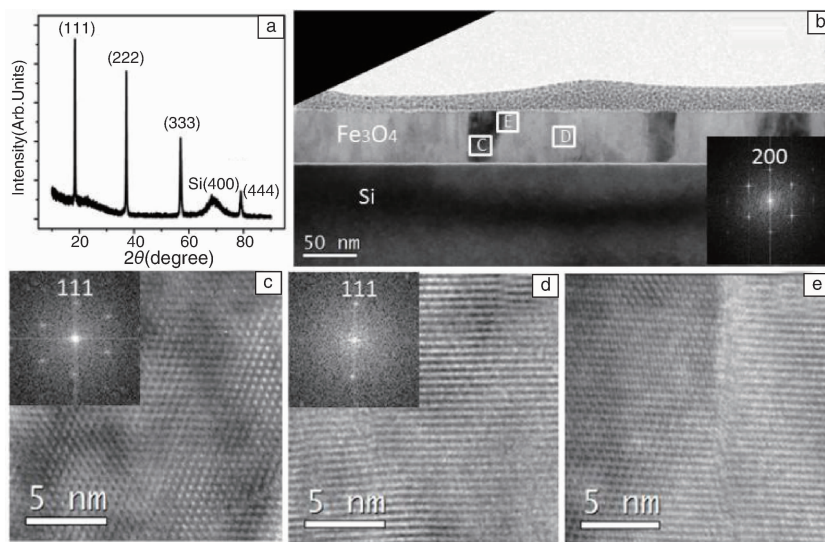 a
(111)
(222)
(333)
Si(400)
(444)
Intensity(Arb.Units)
20 40 60 80
2θ(degree)
b
Fe₃O₄
C
E
D
Si
50 nm
200
c
111
5 nm
d
111
5 nm
e
5 nm